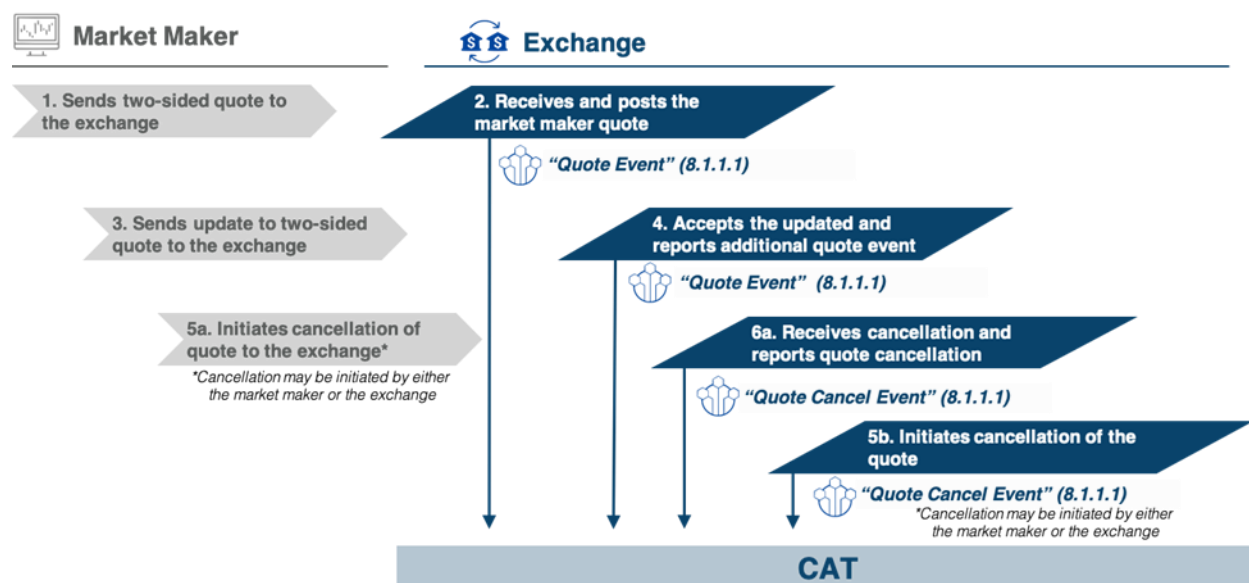 Market Maker
Exchange
1. Sends two-sided quote to
the exchange
2. Receives and posts the
market maker quote
“Quote Event” (8.1.1.1)
3. Sends update to two-sided
quote to the exchange
4. Accepts the updated and
reports additional quote event
“Quote Event” (8.1.1.1)
5a. Initiates cancellation of
quote to the exchange*
*Cancellation may be initiated by either
the market maker or the exchange
6a. Receives cancellation and
reports quote cancellation
“Quote Cancel Event” (8.1.1.1)
5b. Initiates cancellation of the
quote
“Quote Cancel Event” (8.1.1.1)
*Cancellation may be initiated by either
the market maker or the exchange
CAT